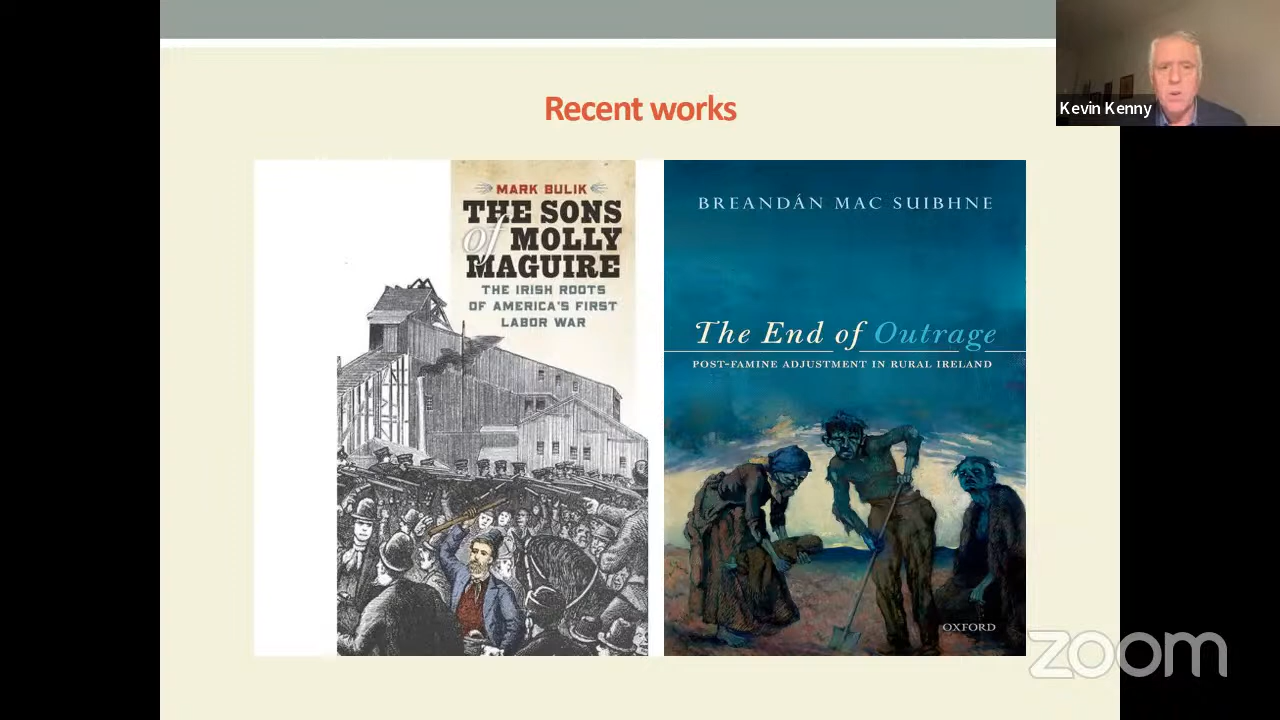 Recent works
Kevin Kenny
MARK BULIK
THE SONS
of MOLLY
MAGUIRE
THE IRISH ROOTS
OF AMERICA'S FIRST
LABOR WAR
BREANDÁN MAC SUIBHNE
The End of Outrage
POST-FAMINE ADJUSTMENT IN RURAL IRELAND
OXFORD
zoom